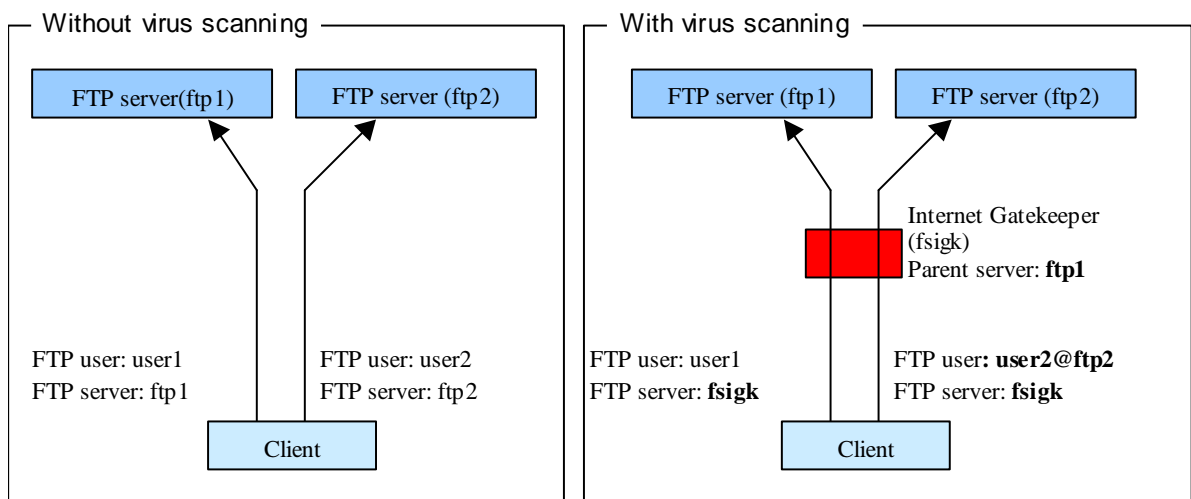 Without virus scanning
FTP server(ftp1)
FTP server (ftp2)
FTP user: user1
FTP server: ftp1
FTP user: user2
FTP server: ftp2
Client
With virus scanning
FTP server (ftp1)
FTP server (ftp2)
Internet Gatekeeper
(fsigk)
Parent server: ftp1
FTP user: user1
FTP server: fsigk
FTP user: user2@ftp2
FTP server: fsigk
Client